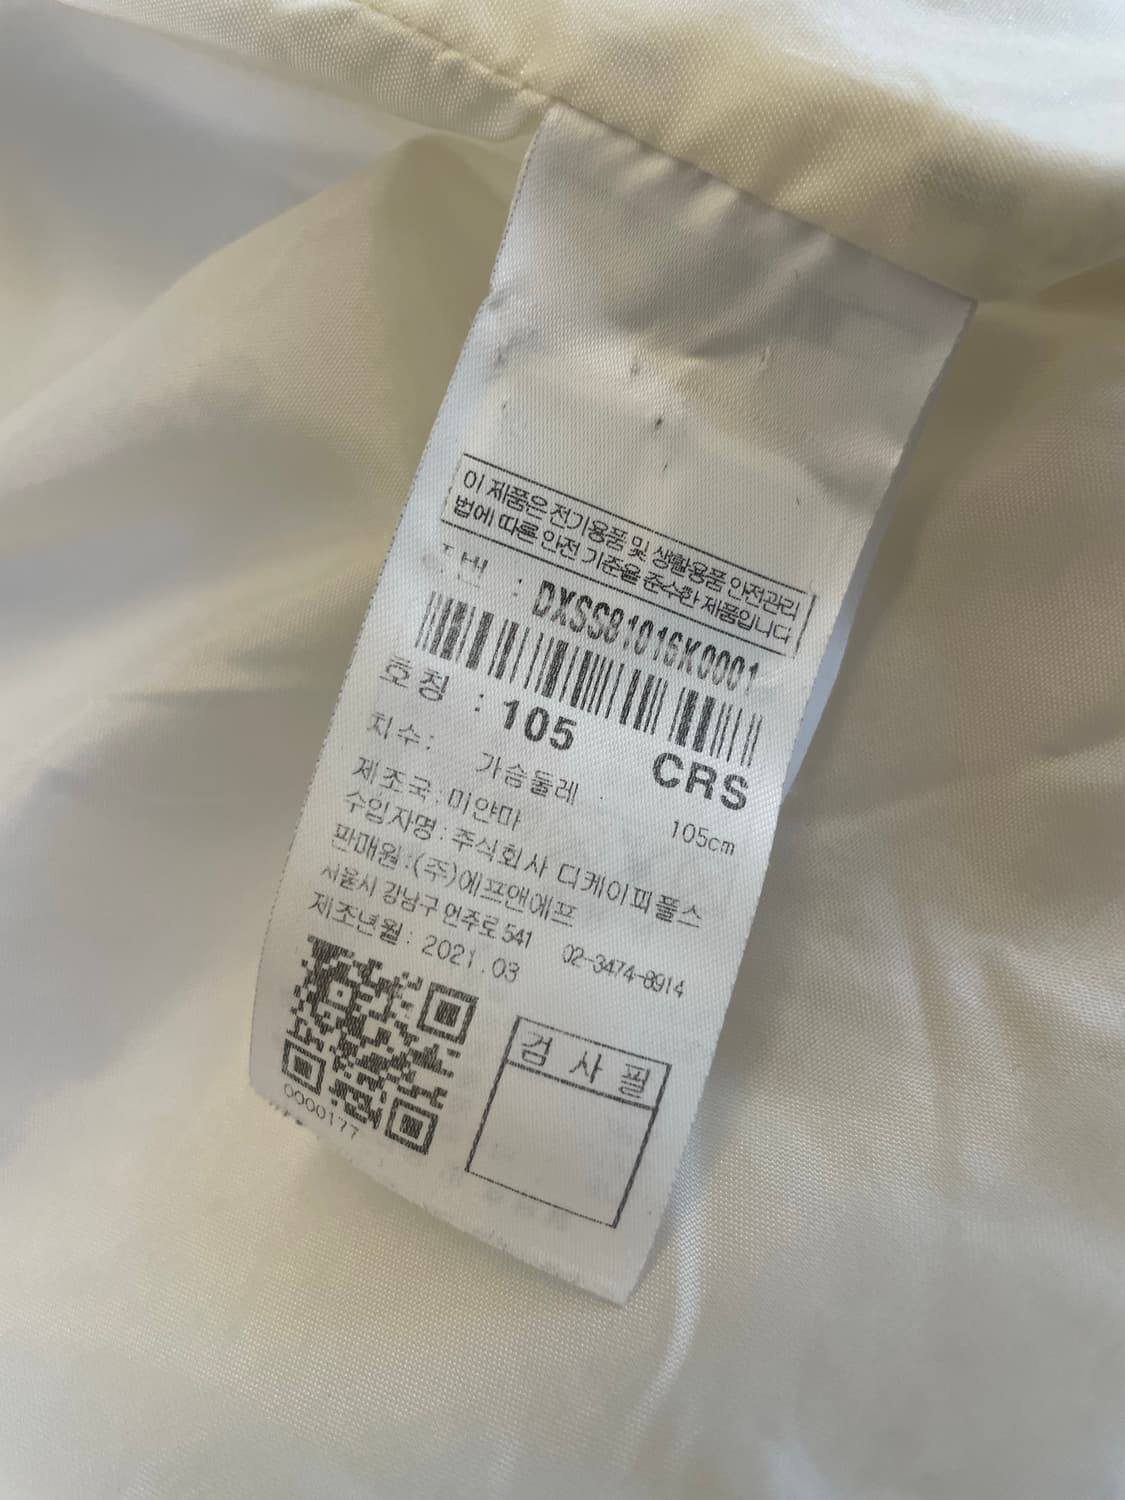 이 제품은 전기용품 및 생활용품 안전관리
법에 따른 안전 기준을 준수한 제품입니다
: DXSS81016K0001
호칭 : 105 CRS
치수: 가슴둘레 : 105cm
제조국: 미얀마
수입자명: 주식회사 디케이피플스
판매원:(주)에프앤에프
서울시 강남구 언주로 541 02-3474-8914
제조년월: 2021.03
0000177
검 사 필